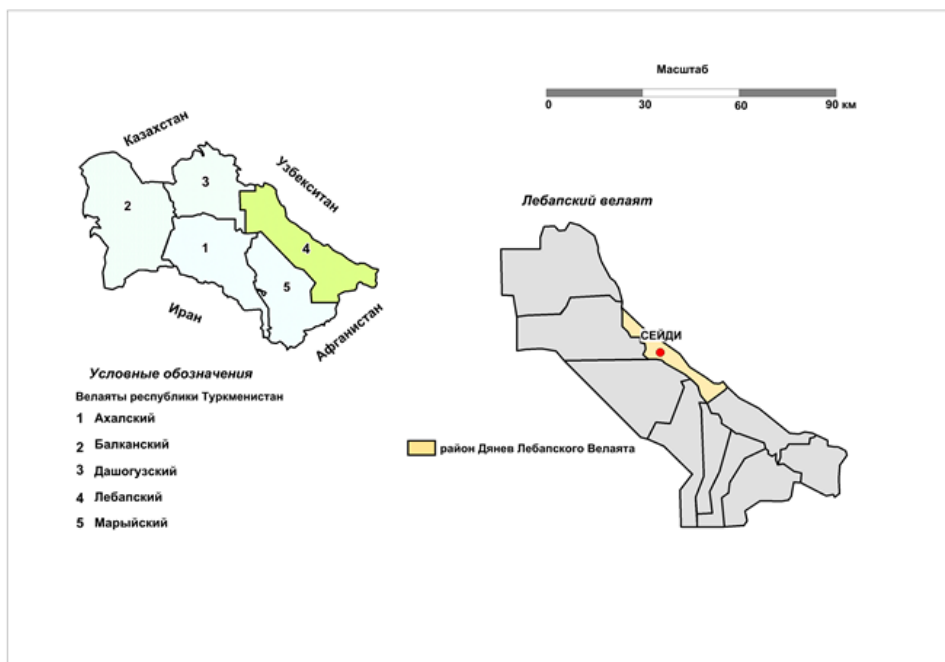 Масштаб
0 30 60 90 км
Казахстан
Узбекситан
Лебапский велаят
3
2
4
1
5
Иран
Афганистан
СЕЙДИ
Условные обозначения
Велаяты республики Туркменистан
1 Ахалский
2 Балканский
3 Дашогузский
4 Лебапский
5 Марыйский
район Дянев Лебапского Велаята